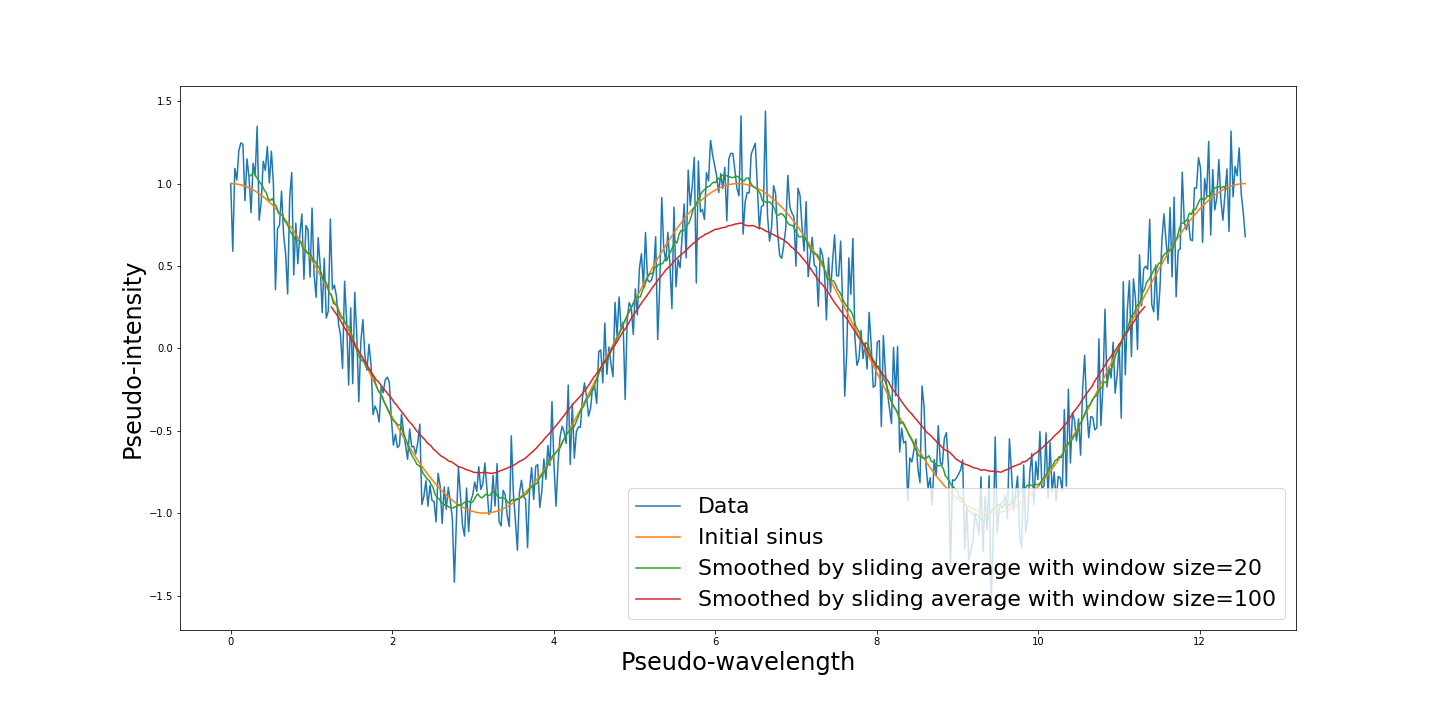 1.5
1.0
0.5
0.0
−0.5
−1.0
−1.5
Pseudo-intensity
Data
Initial sinus
Smoothed by sliding average with window size=20
Smoothed by sliding average with window size=100
0 2 4 6 8 10 12
Pseudo-wavelength